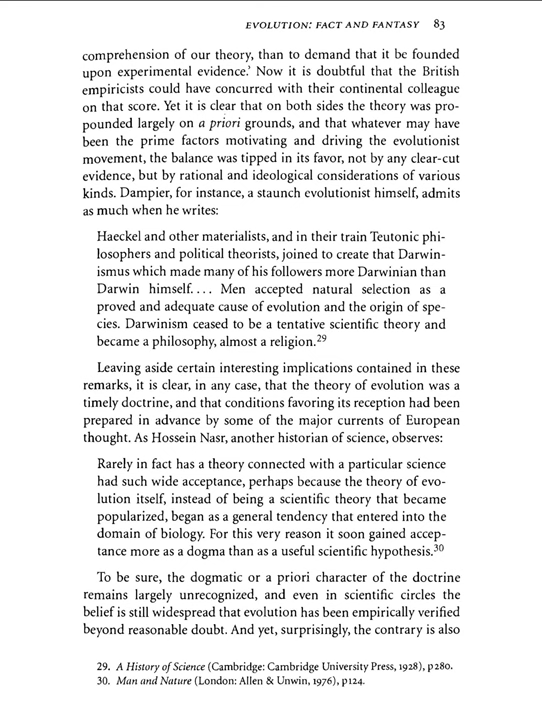 EVOLUTION: FACT AND FANTASY 83
comprehension of our theory, than to demand that it be founded
upon experimental evidence.' Now it is doubtful that the British
empiricists could have concurred with their continental colleague
on that score. Yet it is clear that on both sides the theory was pro-
pounded largely on a priori grounds, and that whatever may have
been the prime factors motivating and driving the evolutionist
movement, the balance was tipped in its favor, not by any clear-cut
evidence, but by rational and ideological considerations of various
kinds. Dampier, for instance, a staunch evolutionist himself, admits
as much when he writes:
Haeckel and other materialists, and in their train Teutonic phi-
losophers and political theorists, joined to create that Darwin-
ismus which made many of his followers more Darwinian than
Darwin himself. . . . Men accepted natural selection as a
proved and adequate cause of evolution and the origin of spe-
cies. Darwinism ceased to be a tentative scientific theory and
became a philosophy, almost a religion.29
Leaving aside certain interesting implications contained in these
remarks, it is clear, in any case, that the theory of evolution was a
timely doctrine, and that conditions favoring its reception had been
prepared in advance by some of the major currents of European
thought. As Hossein Nasr, another historian of science, observes:
Rarely in fact has a theory connected with a particular science
had such wide acceptance, perhaps because the theory of evo-
lution itself, instead of being a scientific theory that became
popularized, began as a general tendency that entered into the
domain of biology. For this very reason it soon gained accep-
tance more as a dogma than as a useful scientific hypothesis.30
To be sure, the dogmatic or a priori character of the doctrine
remains largely unrecognized, and even in scientific circles the
belief is still widespread that evolution has been empirically verified
beyond reasonable doubt. And yet, surprisingly, the contrary is also
29. A History of Science (Cambridge: Cambridge University Press, 1928), p280.
30. Man and Nature (London: Allen & Unwin, 1976), p124.